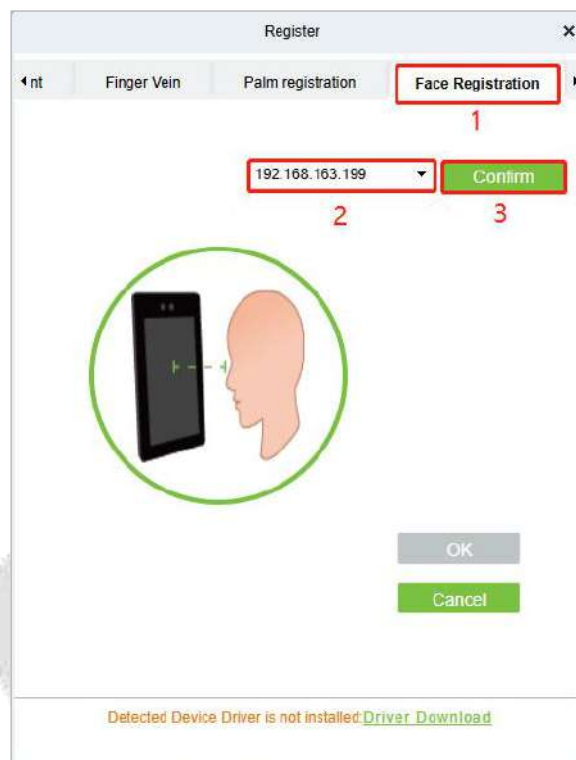 Register ×
nt Finger Vein Palm registration Face Registration
1
192.168.163.199 Confirm
2 3
OK
Cancel
Detected Device Driver is not installed:Driver Download